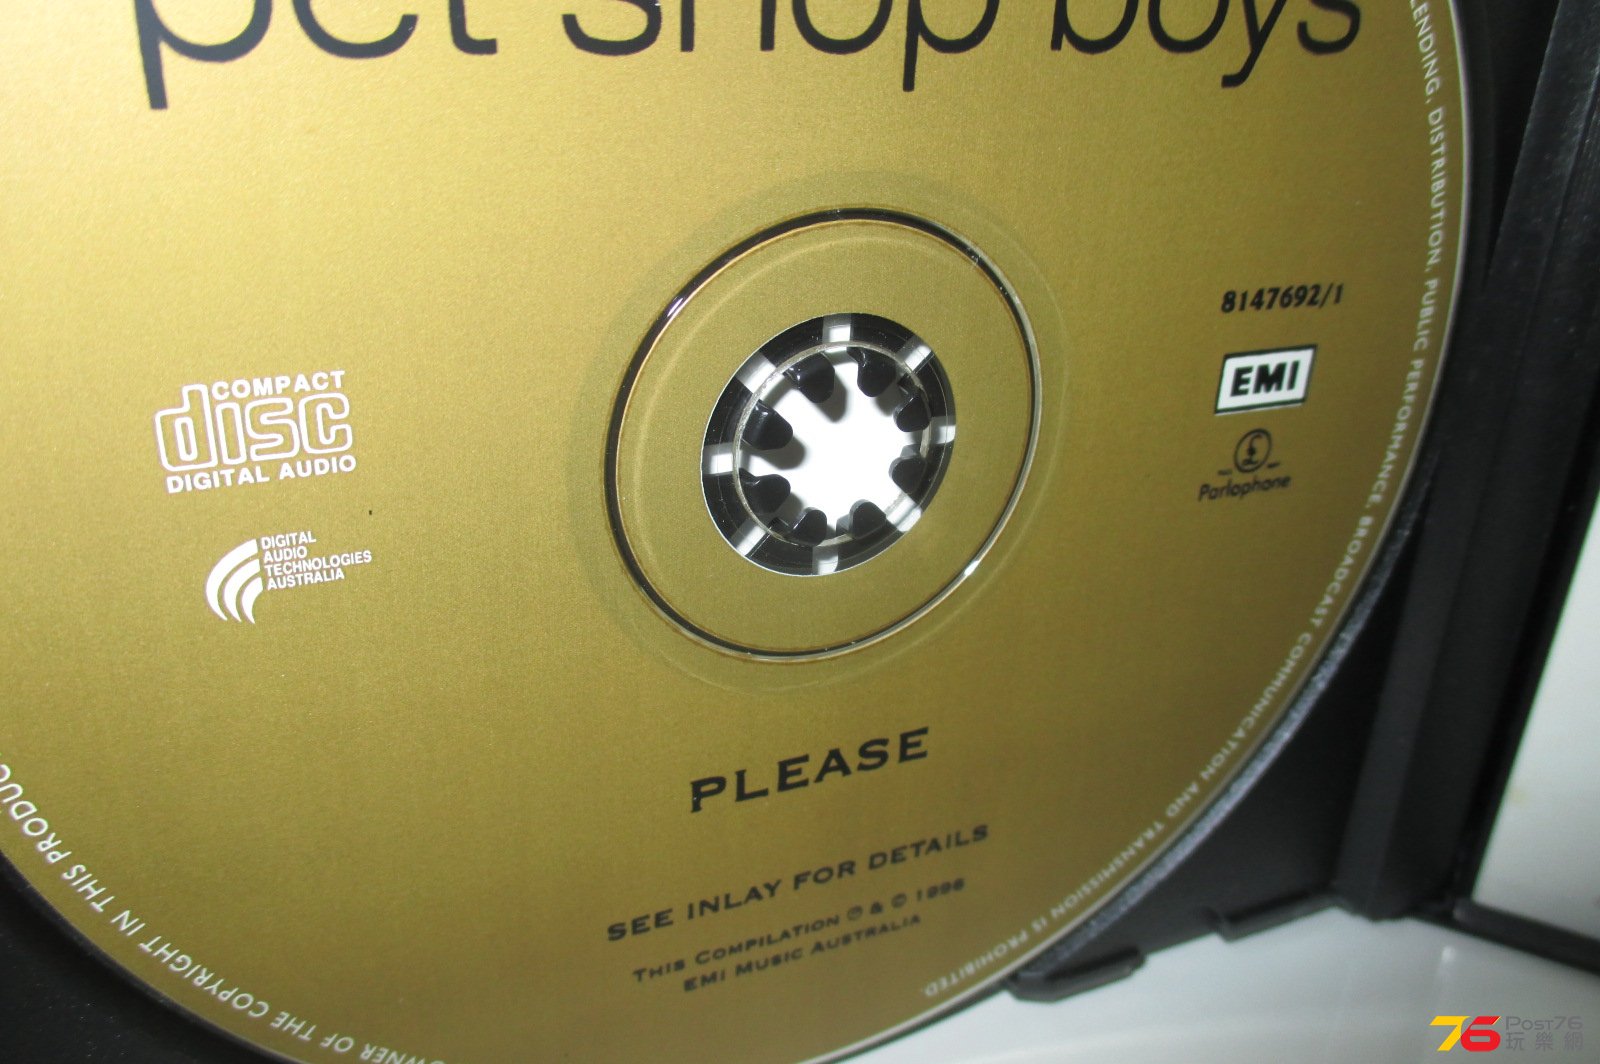 pet shop boys
8147692/1
EMI
Parlophone
COMPACT
disc
DIGITAL AUDIO
DIGITAL
AUDIO
TECHNOLOGIES
AUSTRALIA
PLEASE
SEE INLAY FOR DETAILS
THIS COMPILATION ℗ & © 1996
EMI MUSIC AUSTRALIA
LENDING, DISTRIBUTION, PUBLIC PERFORMANCE, BROADCAST COMMUNICATION AND TRANSMISSION IS PROHIBITED.
OWNER OF THE COPYRIGHT IN THIS PRODUC
76 Post76
玩樂網